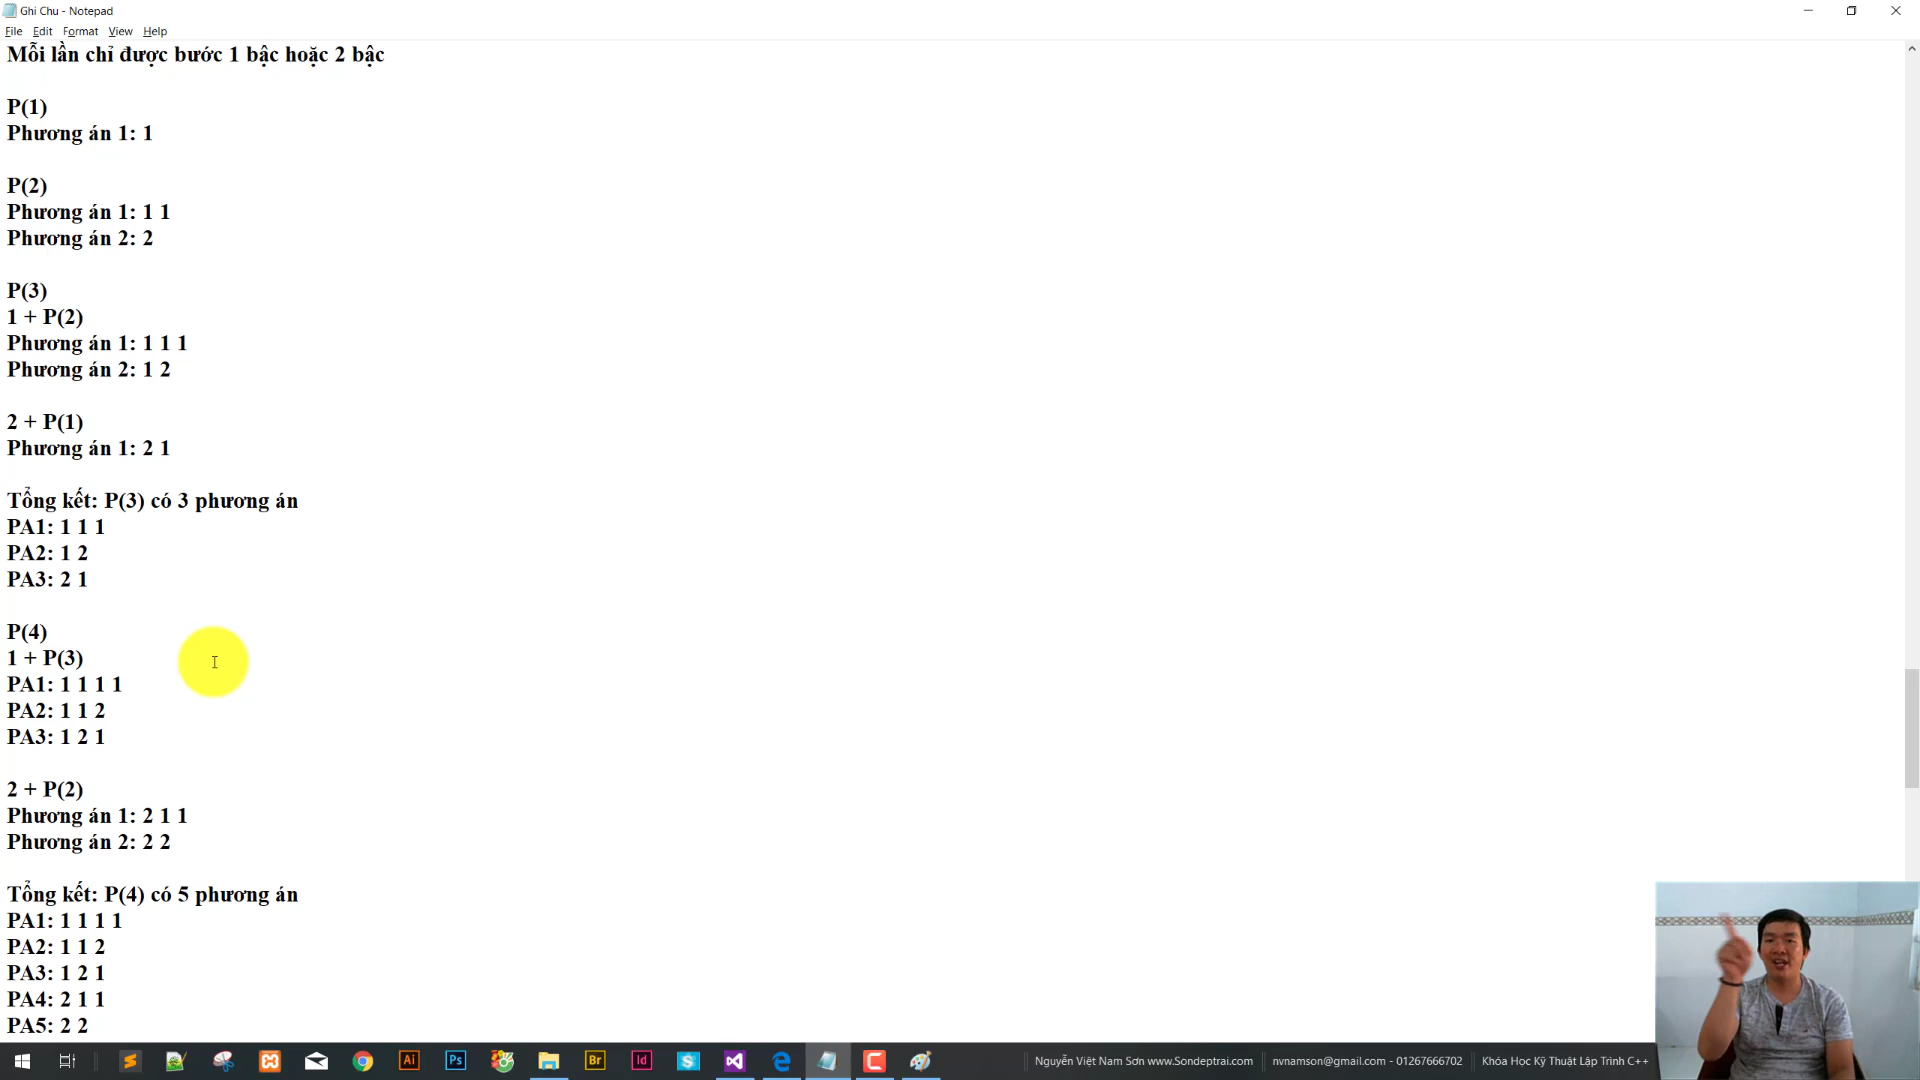 Ghi Chu - Notepad
File Edit Format View Help
Mỗi lần chỉ được bước 1 bậc hoặc 2 bậc
P(1)
Phương án 1: 1
P(2)
Phương án 1: 1 1
Phương án 2: 2
P(3)
1 + P(2)
Phương án 1: 1 1 1
Phương án 2: 1 2
2 + P(1)
Phương án 1: 2 1
Tổng kết: P(3) có 3 phương án
PA1: 1 1 1
PA2: 1 2
PA3: 2 1
P(4)
1 + P(3)
PA1: 1 1 1 1
PA2: 1 1 2
PA3: 1 2 1
2 + P(2)
Phương án 1: 2 1 1
Phương án 2: 2 2
Tổng kết: P(4) có 5 phương án
PA1: 1 1 1 1
PA2: 1 1 2
PA3: 1 2 1
PA4: 2 1 1
PA5: 2 2
Ai Ps Br Id
Nguyễn Việt Nam Sơn www.Sondeptrai.com nvnamson@gmail.com - 01267666702 Khóa Học Kỹ Thuật Lập Trình C++